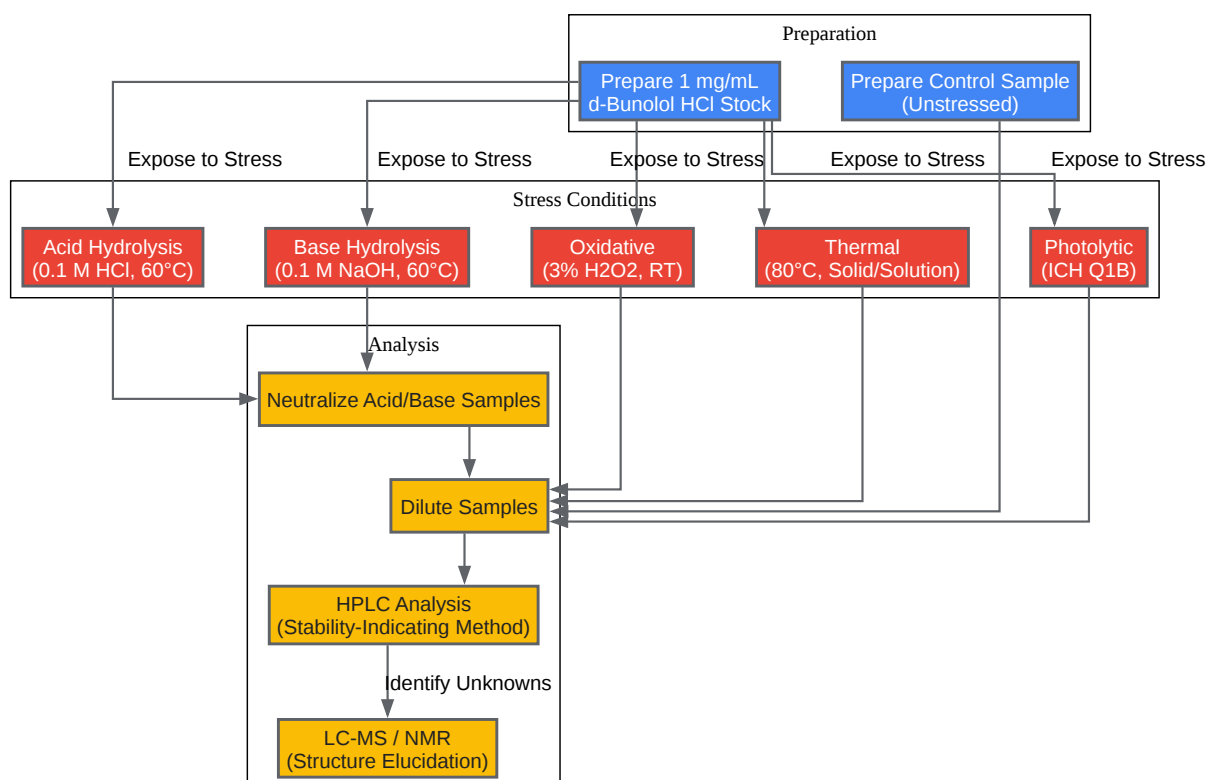 Preparation
Prepare 1 mg/mL
d-Bunolol HCl Stock
Prepare Control Sample
(Unstressed)
Expose to Stress
Expose to Stress
Expose to Stress
Expose to Stress
Expose to Stress
Stress Conditions
Acid Hydrolysis
(0.1 M HCl, 60°C)
Base Hydrolysis
(0.1 M NaOH, 60°C)
Oxidative
(3% H2O2, RT)
Thermal
(80°C, Solid/Solution)
Photolytic
(ICH Q1B)
Analysis
Neutralize Acid/Base Samples
Dilute Samples
HPLC Analysis
(Stability-Indicating Method)
Identify Unknowns
LC-MS / NMR
(Structure Elucidation)